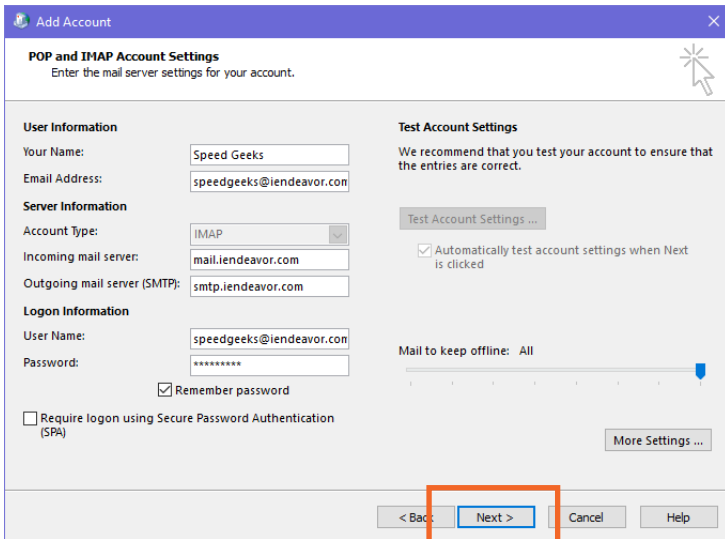 Add Account
POP and IMAP Account Settings
Enter the mail server settings for your account.
User Information
Your Name:
Speed Geeks
Email Address:
speedgeeks@iendeavor.com
Server Information
Account Type:
IMAP
Incoming mail server:
mail.iendeavor.com
Outgoing mail server (SMTP):
smtp.iendeavor.com
Logon Information
User Name:
speedgeeks@iendeavor.com
Password:
*********
Remember password
Require logon using Secure Password Authentication
(SPA)
Test Account Settings
We recommend that you test your account to ensure that
the entries are correct.
Test Account Settings ...
Automatically test account settings when Next
is clicked
Mail to keep offline: All
More Settings ...
< Back
Next >
Cancel
Help